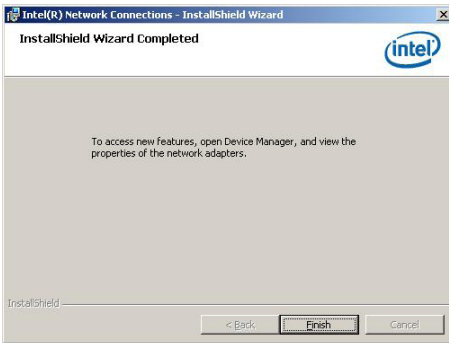 Intel(R) Network Connections - InstallShield Wizard
InstallShield Wizard Completed
intel
To access new features, open Device Manager, and view the
properties of the network adapters.
InstallShield
< Back
Finish
Cancel